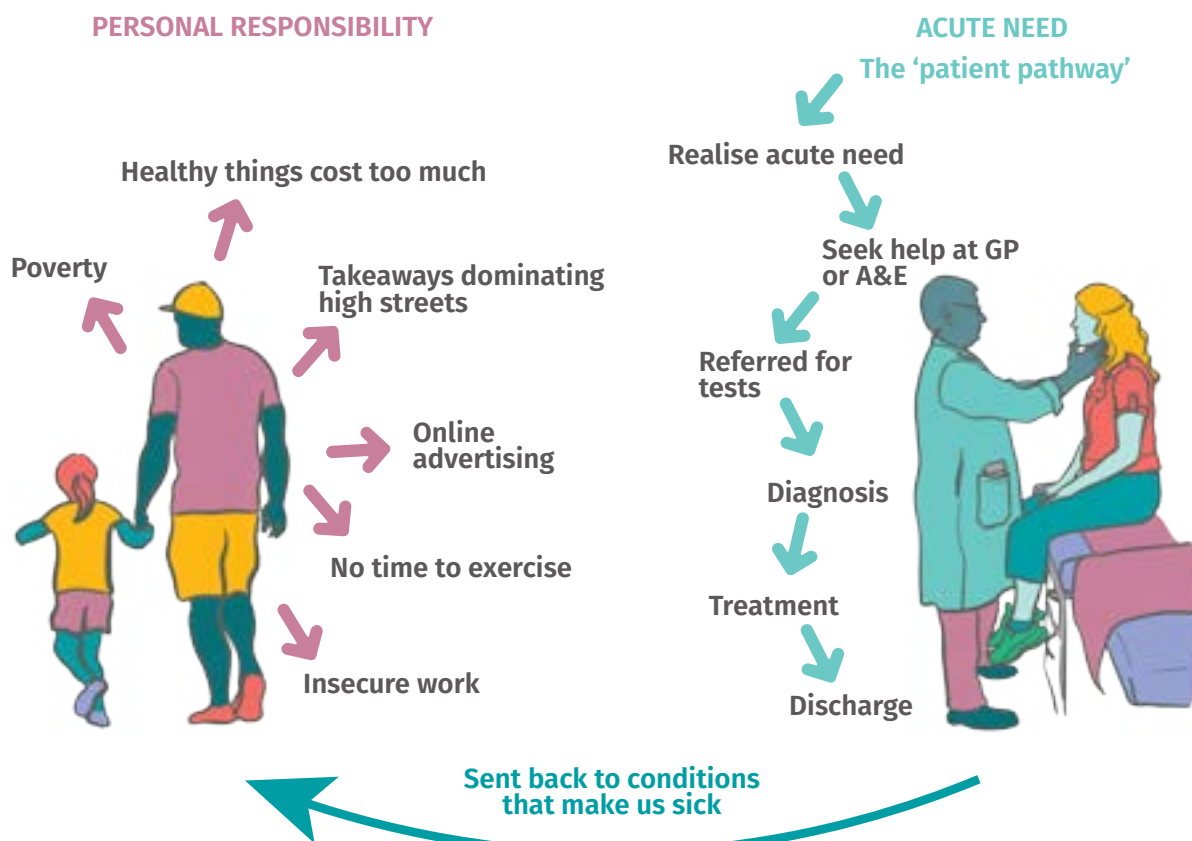 PERSONAL RESPONSIBILITY
Healthy things cost too much
Poverty
Takeaways dominating
high streets
Online
advertising
No time to exercise
Insecure work
ACUTE NEED
The ‘patient pathway’
Realise acute need
Seek help at GP
or A&E
Referred for
tests
Diagnosis
Treatment
Discharge
Sent back to conditions
that make us sick